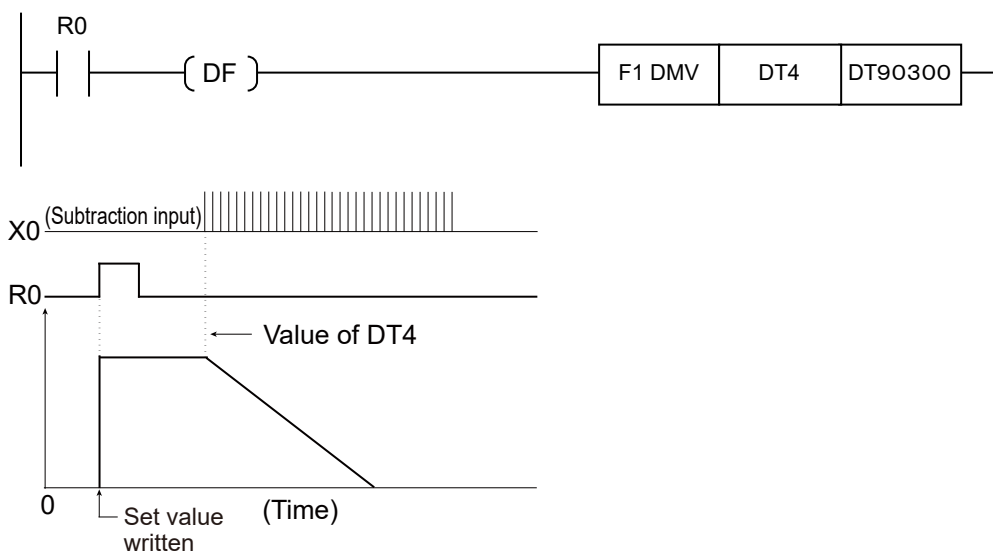 R0
( DF )
F1 DMV
DT4
DT90300
(Subtraction input)
X0
R0
Value of DT4
0
(Time)
Set value
written